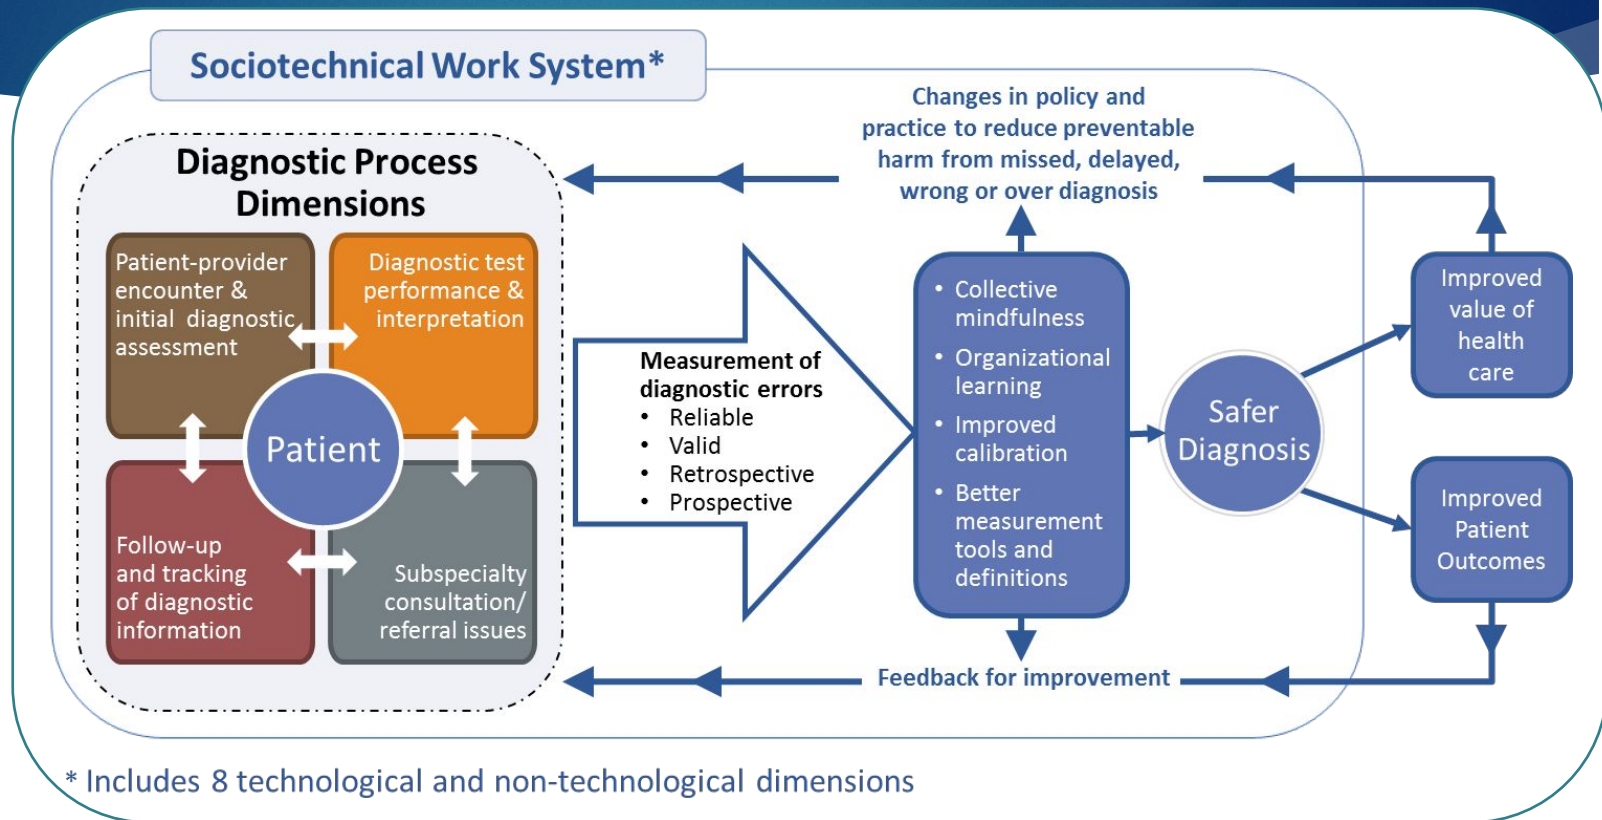 Sociotechnical Work System*
Diagnostic Process
Dimensions
Patient-provider
encounter &
initial diagnostic
assessment
Diagnostic test
performance &
interpretation
Patient
Follow-up
and tracking
of diagnostic
information
Subspecialty
consultation/
referral issues
Measurement of
diagnostic errors
• Reliable
• Valid
• Retrospective
• Prospective
Changes in policy and
practice to reduce preventable
harm from missed, delayed,
wrong or over diagnosis
• Collective
mindfulness
• Organizational
learning
• Improved
calibration
• Better
measurement
tools and
definitions
Feedback for improvement
Safer
Diagnosis
Improved
value of
health
care
Improved
Patient
Outcomes
* Includes 8 technological and non-technological dimensions